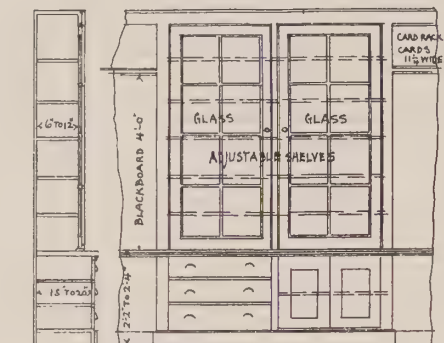 CARD RACK
CARDS
11¼ WIDE
6" TO 12"
GLASS
GLASS
ADJUSTABLE SHELVES
BLACKBOARD 4'-0"
15" TO 20"
2'-2" TO 2'-4"